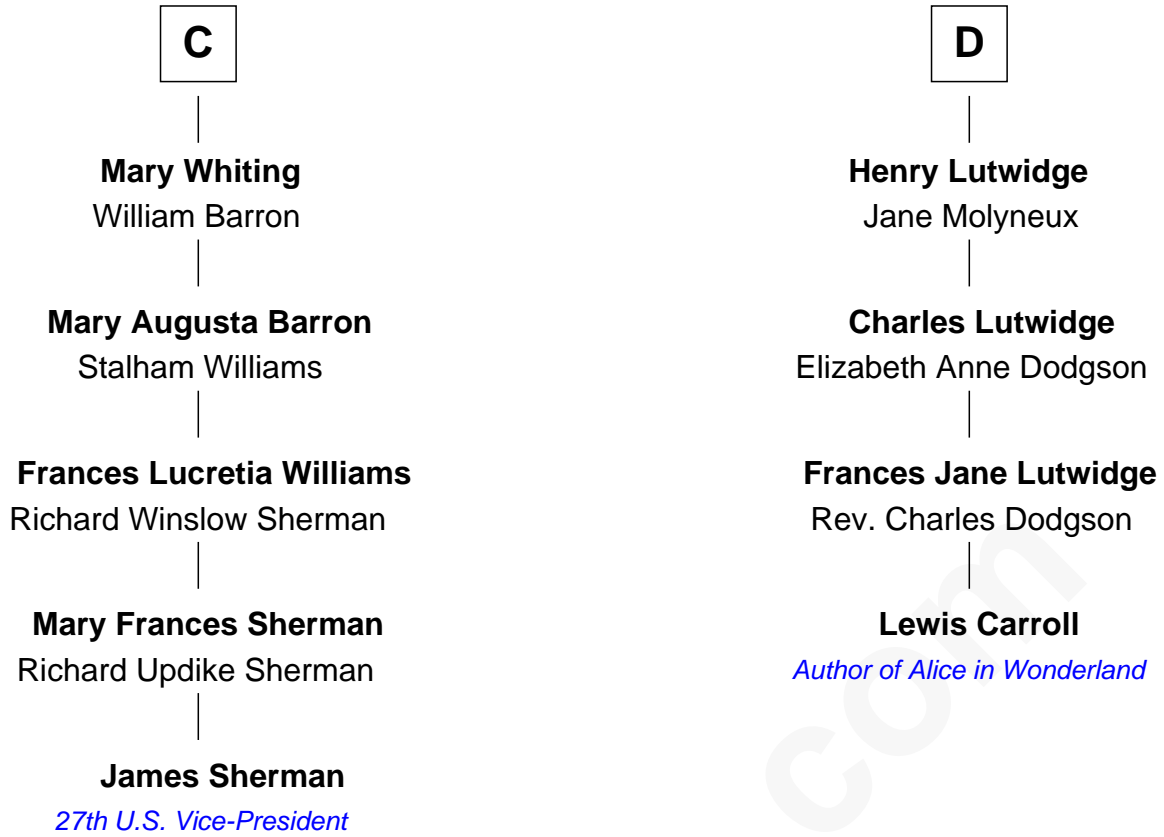 C
Mary Whiting
William Barron
Mary Augusta Barron
Stalham Williams
Frances Lucretia Williams
Richard Winslow Sherman
Mary Frances Sherman
Richard Updike Sherman
James Sherman
27th U.S. Vice-President
D
Henry Lutwidge
Jane Molyneux
Charles Lutwidge
Elizabeth Anne Dodgson
Frances Jane Lutwidge
Rev. Charles Dodgson
Lewis Carroll
Author of Alice in Wonderland
com